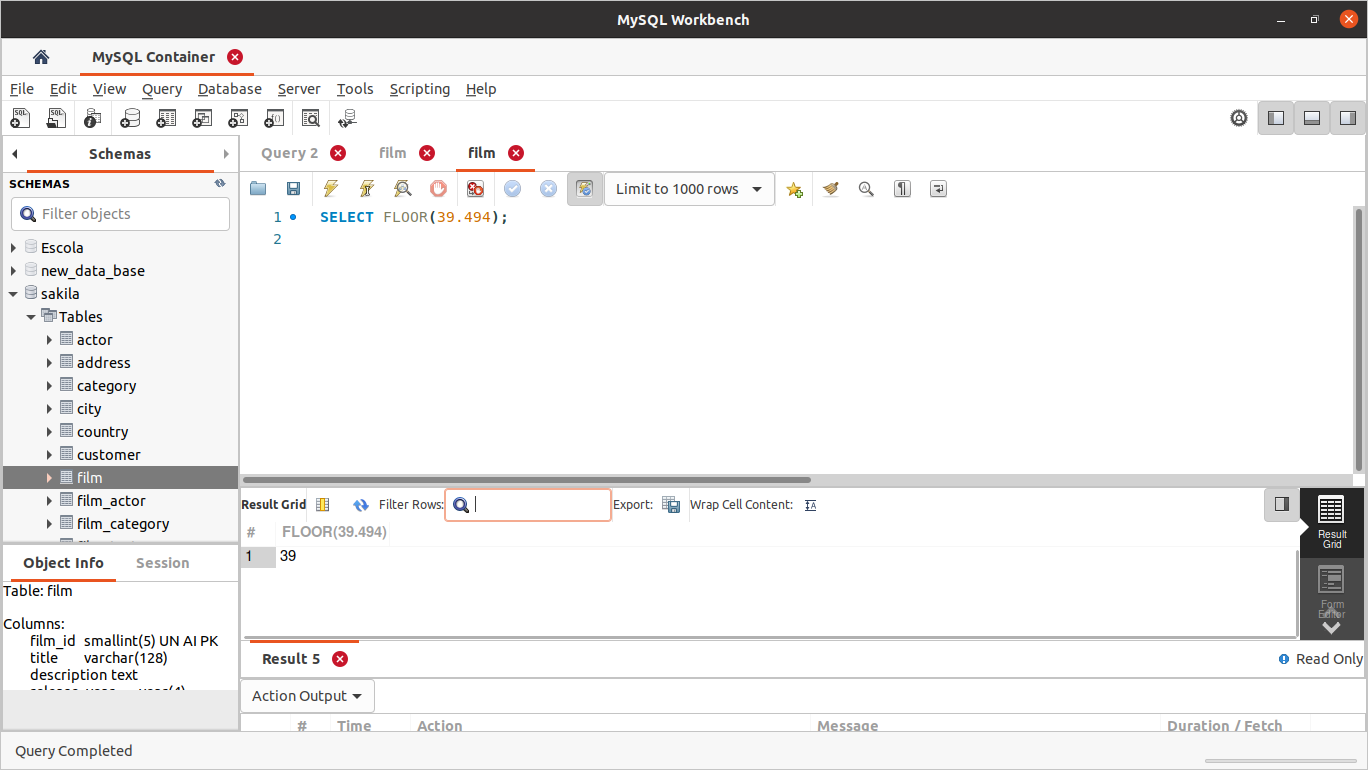 MySQL Workbench
MySQL Container
File Edit View Query Database Server Tools Scripting Help
Schemas
Query 2 film film
SCHEMAS
Filter objects
Limit to 1000 rows
1 SELECT FLOOR(39.494);
2
Escola
new_data_base
sakila
Tables
actor
address
category
city
country
customer
film
film_actor
film_category
Result Grid Filter Rows: Export: Wrap Cell Content:
# FLOOR(39.494)
1 39
Result Grid
Form Editor
Object Info Session
Table: film
Columns:
film_id smallint(5) UN AI PK
title varchar(128)
description text
Result 5 Read Only
Action Output
# Time Action Message Duration / Fetch
Query Completed